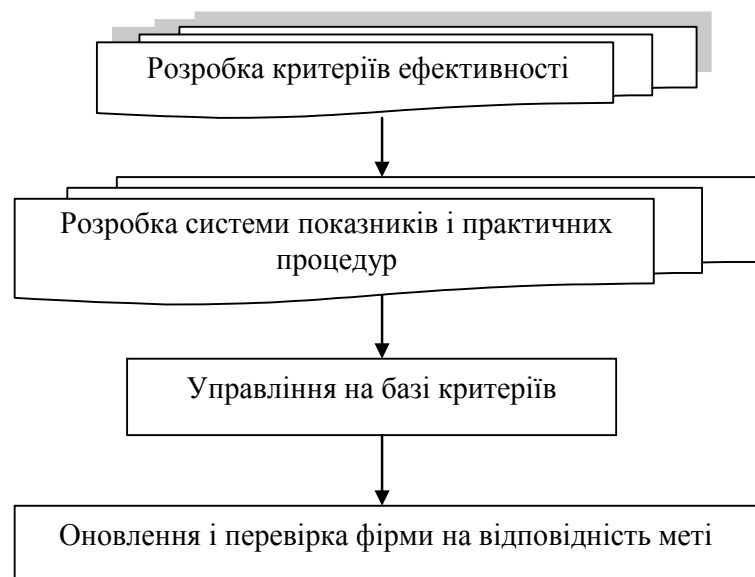 Розробка критеріїв ефективності
Розробка системи показників і практичних
процедур
Управління на базі критеріїв
Оновлення і перевірка фірми на відповідність меті